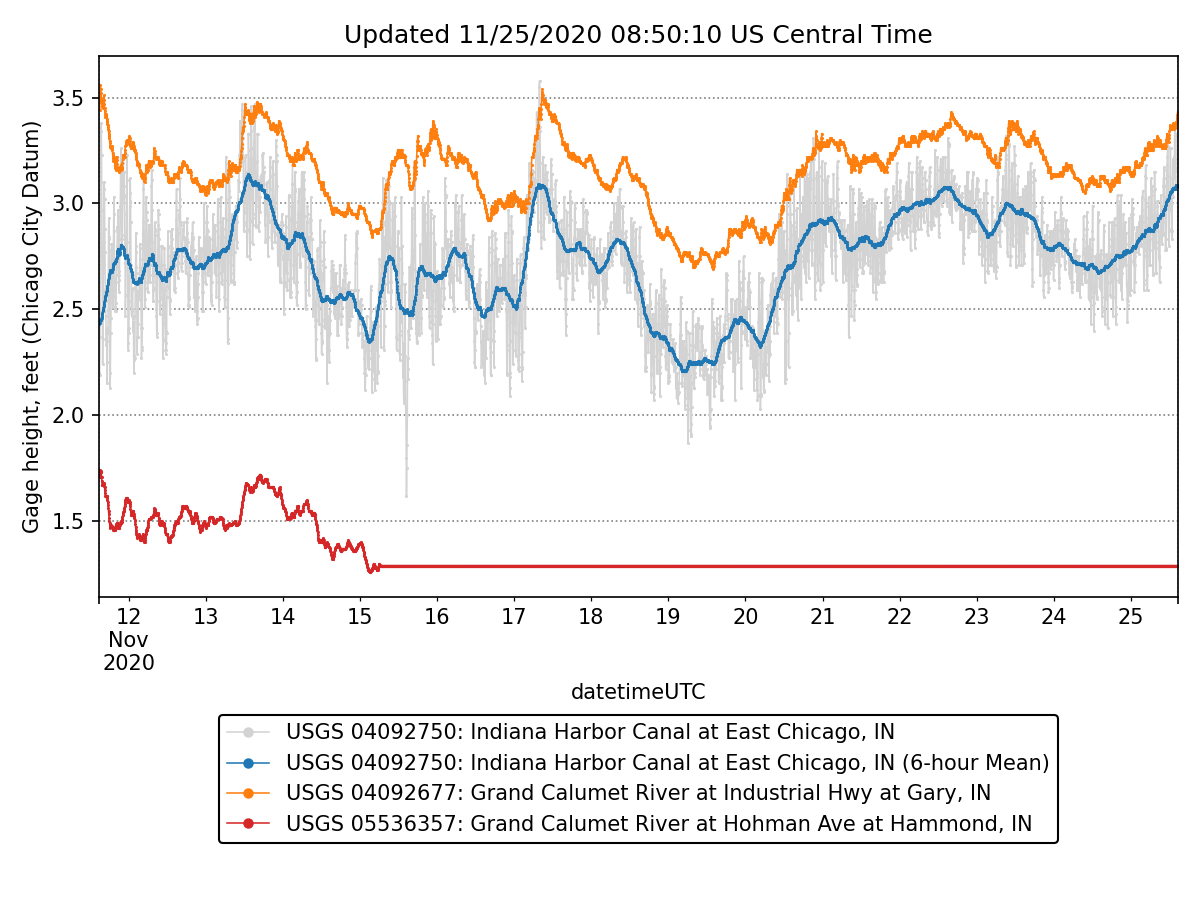 Updated 11/25/2020 08:50:10 US Central Time
Gage height, feet (Chicago City Datum)
3.5
3.0
2.5
2.0
1.5
12 13 14 15 16 17 18 19 20 21 22 23 24 25
Nov
2020
datetimeUTC
USGS 04092750: Indiana Harbor Canal at East Chicago, IN
USGS 04092750: Indiana Harbor Canal at East Chicago, IN (6-hour Mean)
USGS 04092677: Grand Calumet River at Industrial Hwy at Gary, IN
USGS 05536357: Grand Calumet River at Hohman Ave at Hammond, IN